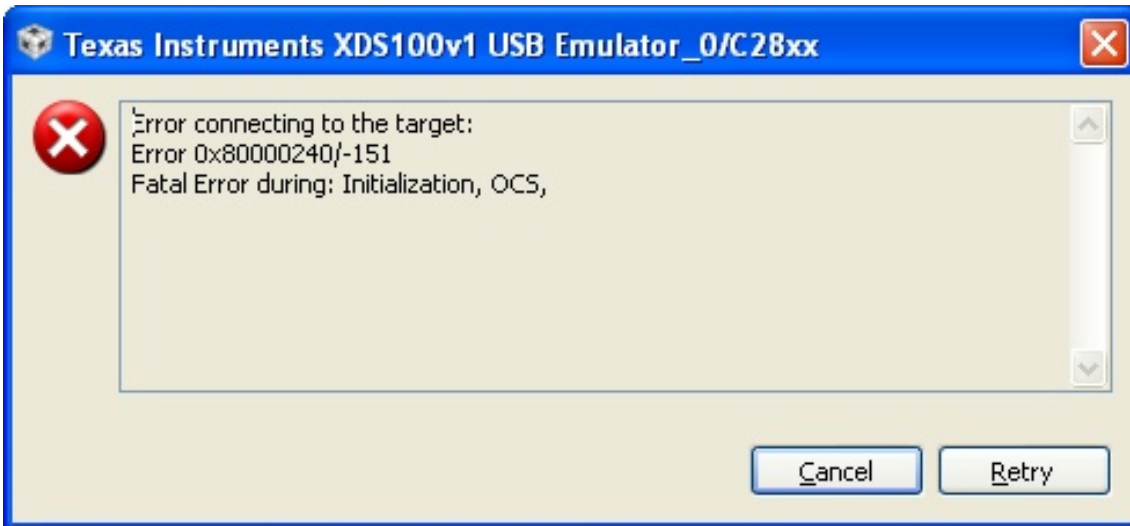 Texas Instruments XDS100v1 USB Emulator_0/C28xx
Error connecting to the target:
Error 0x80000240/-151
Fatal Error during: Initialization, OCS,
Cancel
Retry